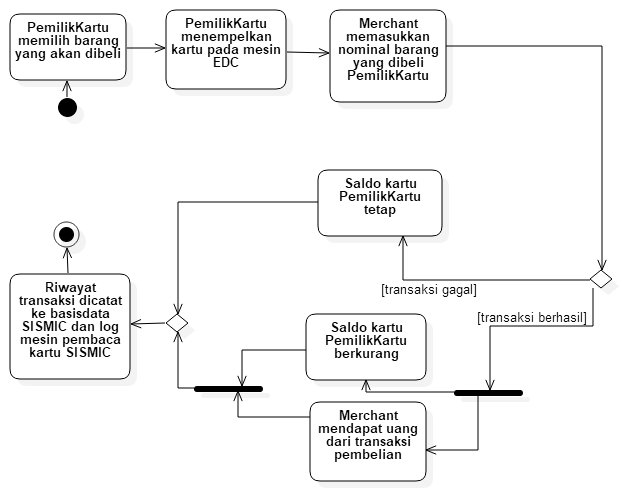 PemilikKartu
memilih barang
yang akan dibeli
PemilikKartu
menempelkan
kartu pada mesin
EDC
Merchant
memasukkan
nominal barang
yang dibeli
PemilikKartu
Saldo kartu
PemilikKartu
tetap
[transaksi gagal]
[transaksi berhasil]
Saldo kartu
PemilikKartu
berkurang
Merchant
mendapat uang
dari transaksi
pembelian
Riwayat
transaksi dicatat
ke basisdata
SISMIC dan log
mesin pembaca
kartu SISMIC